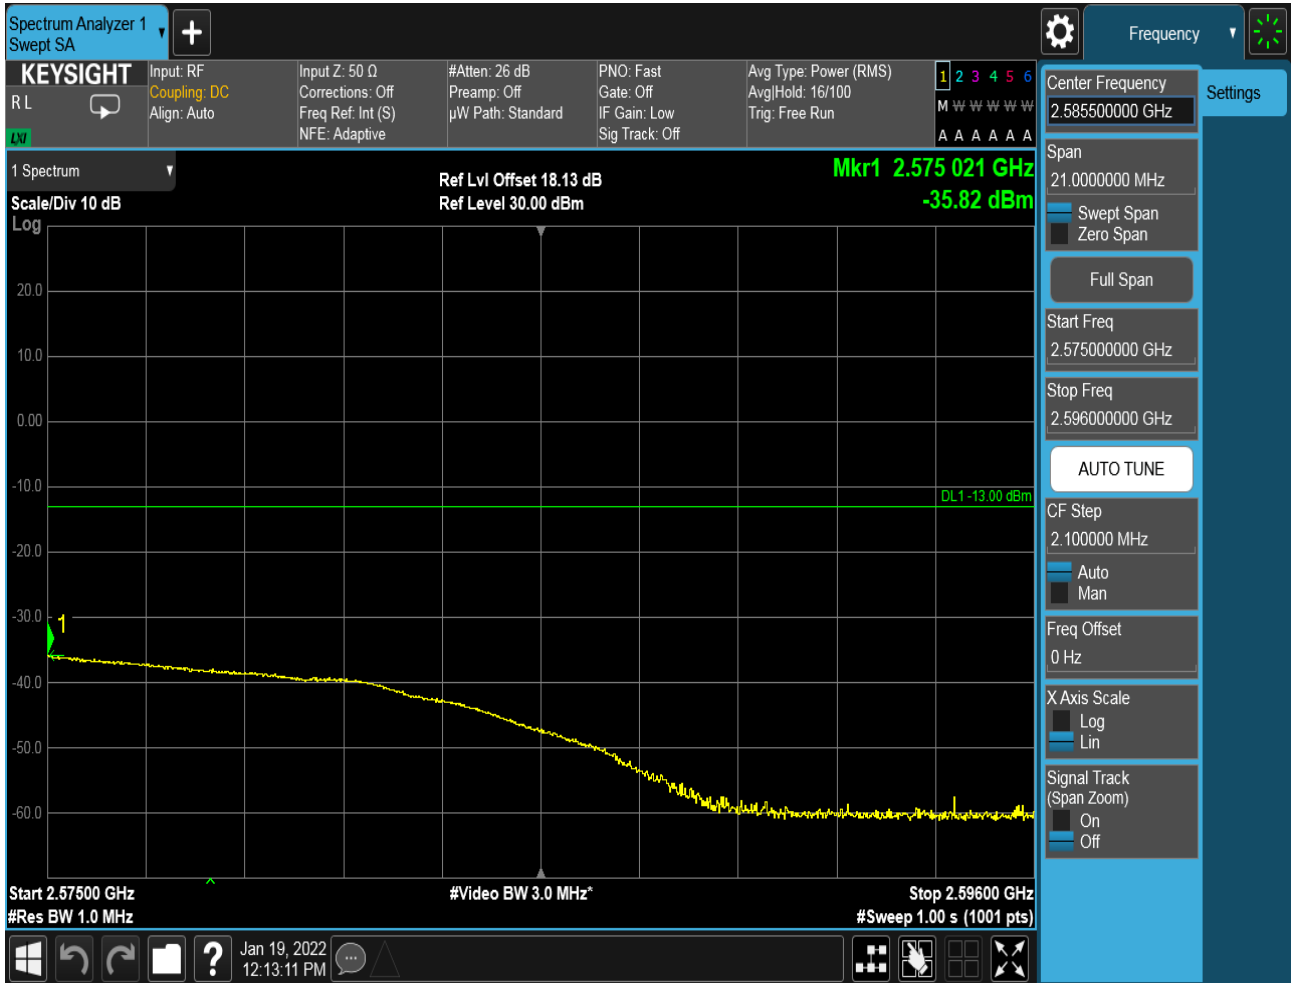 Spectrum Analyzer 1
Swept SA
Frequency
KEYSIGHT
R L
LXI
Input: RF
Coupling: DC
Align: Auto
Input Z: 50 Ω
Corrections: Off
Freq Ref: Int (S)
NFE: Adaptive
#Atten: 26 dB
Preamp: Off
µW Path: Standard
PNO: Fast
Gate: Off
IF Gain: Low
Sig Track: Off
Avg Type: Power (RMS)
Avg|Hold: 16/100
Trig: Free Run
1 2 3 4 5 6
M W W W W W
A A A A A A
1 Spectrum
Scale/Div 10 dB
Log
Ref Lvl Offset 18.13 dB
Ref Level 30.00 dBm
Mkr1 2.575 021 GHz
-35.82 dBm
20.0
10.0
0.00
-10.0
DL1 -13.00 dBm
-20.0
-30.0
1
-40.0
-50.0
-60.0
Start 2.57500 GHz
#Res BW 1.0 MHz
#Video BW 3.0 MHz*
Stop 2.59600 GHz
#Sweep 1.00 s (1001 pts)
?
Jan 19, 2022
12:13:11 PM
Center Frequency
2.585500000 GHz
Settings
Span
21.0000000 MHz
Swept Span
Zero Span
Full Span
Start Freq
2.575000000 GHz
Stop Freq
2.596000000 GHz
AUTO TUNE
CF Step
2.100000 MHz
Auto
Man
Freq Offset
0 Hz
X Axis Scale
Log
Lin
Signal Track
(Span Zoom)
On
Off